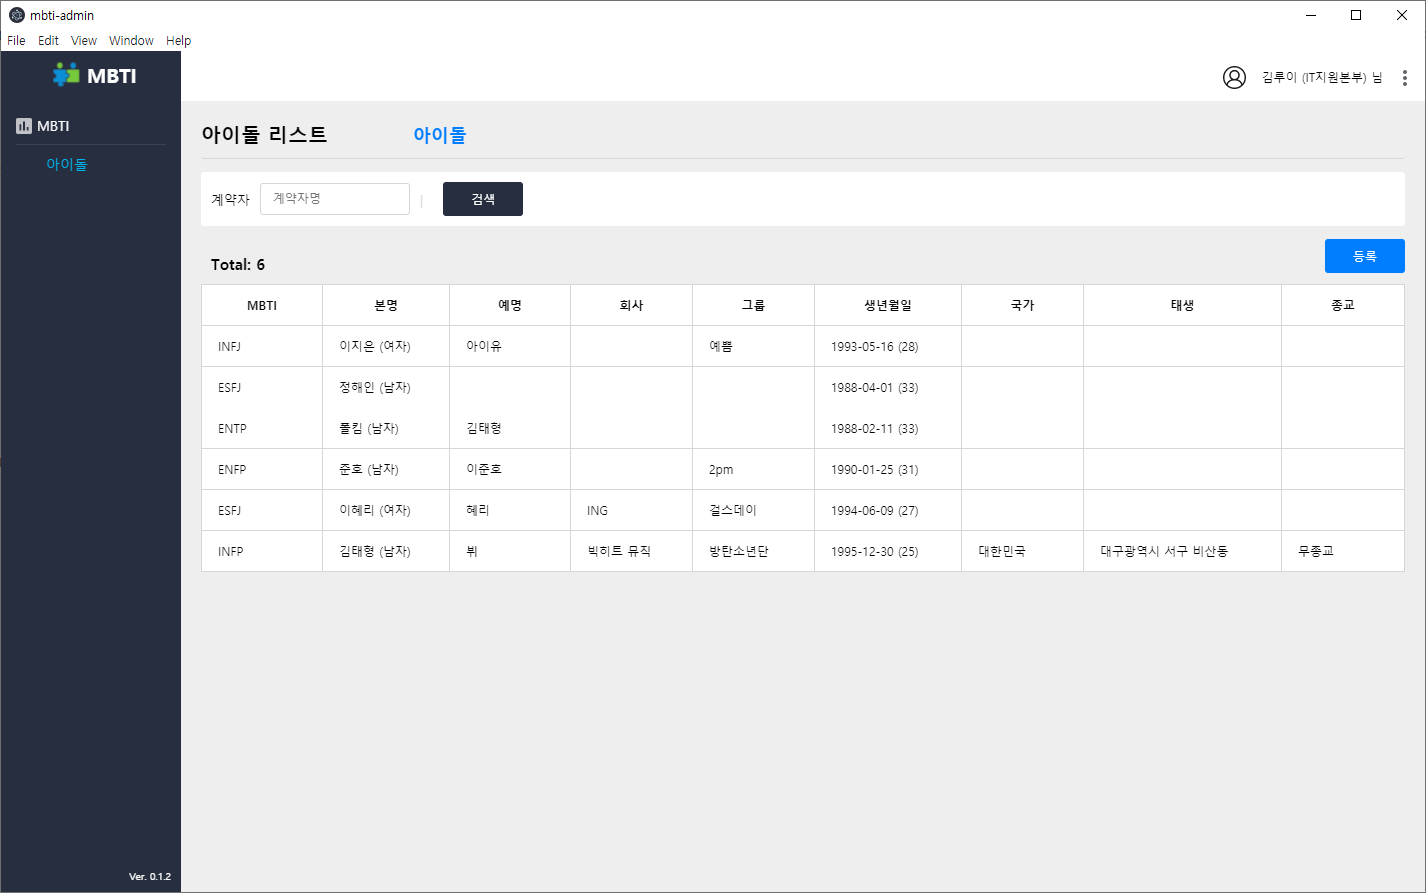 mbti-admin
File Edit View Window Help
MBTI
김루이 (IT지원본부) 님
MBTI
아이돌
아이돌 리스트 아이돌
계약자 계약자명 | 검색
Total: 6 등록
MBTI 본명 예명 회사 그룹 생년월일 국가 태생 종교
INFJ 이지은 (여자) 아이유 예쁨 1993-05-16 (28)
ESFJ 정해인 (남자) 1988-04-01 (33)
ENTP 폴킴 (남자) 김태형 1988-02-11 (33)
ENFP 준호 (남자) 이준호 2pm 1990-01-25 (31)
ESFJ 이혜리 (여자) 혜리 ING 걸스데이 1994-06-09 (27)
INFP 김태형 (남자) 뷔 빅히트 뮤직 방탄소년단 1995-12-30 (25) 대한민국 대구광역시 서구 비산동 무종교
Ver. 0.1.2